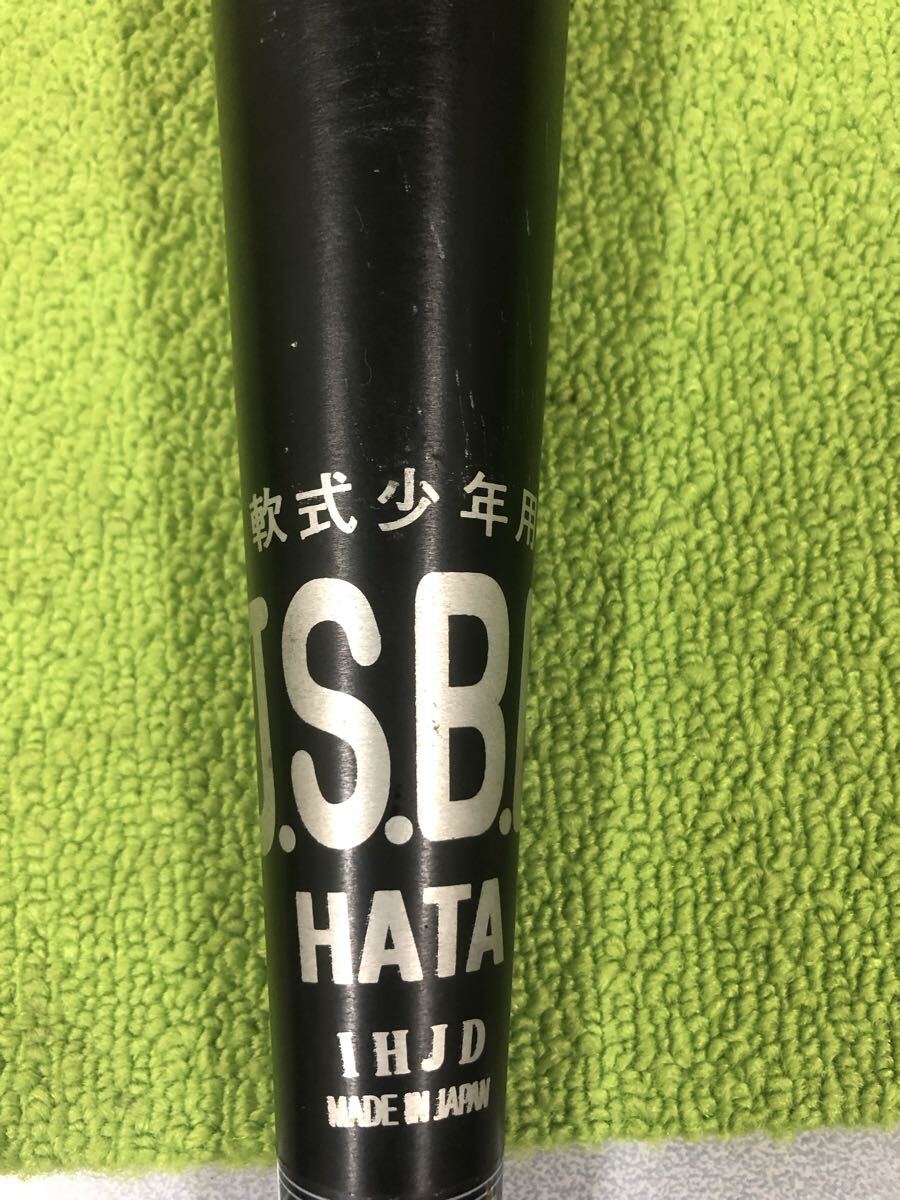 軟式少年用
J.S.B.
HATA
IHJD
MADE IN JAPAN